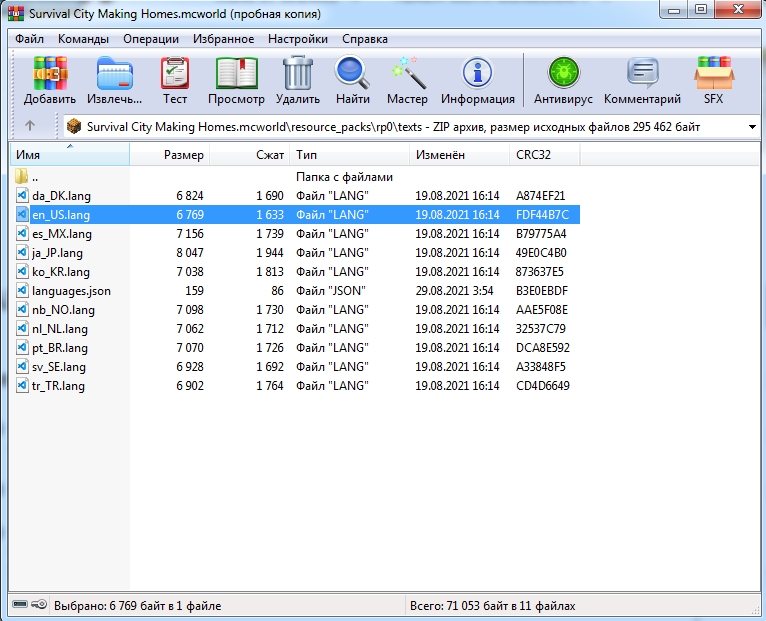 Survival City Making Homes.mcworld (пробная копия)
Файл Команды Операции Избранное Настройки Справка
Добавить Извлечь... Тест Просмотр Удалить Найти Мастер Информация Антивирус Комментарий SFX
Survival City Making Homes.mcworld\resource_packs\rp0\texts - ZIP архив, размер исходных файлов 295 462 байт
Имя Размер Сжат Тип Изменён CRC32
.. Папка с файлами
da_DK.lang 6 824 1 690 Файл "LANG" 19.08.2021 16:14 A874EF21
en_US.lang 6 769 1 633 Файл "LANG" 19.08.2021 16:14 FDF44B7C
es_MX.lang 7 156 1 739 Файл "LANG" 19.08.2021 16:14 B79775A4
ja_JP.lang 8 047 1 944 Файл "LANG" 19.08.2021 16:14 49E0C4B0
ko_KR.lang 7 038 1 813 Файл "LANG" 19.08.2021 16:14 873637E5
languages.json 159 86 Файл "JSON" 29.08.2021 3:54 B3E0EBDF
nb_NO.lang 7 098 1 730 Файл "LANG" 19.08.2021 16:14 AAE5F08E
nl_NL.lang 7 062 1 712 Файл "LANG" 19.08.2021 16:14 32537C79
pt_BR.lang 7 070 1 726 Файл "LANG" 19.08.2021 16:14 DCA8E592
sv_SE.lang 6 928 1 692 Файл "LANG" 19.08.2021 16:14 A33848F5
tr_TR.lang 6 902 1 764 Файл "LANG" 19.08.2021 16:14 CD4D6649
Выбрано: 6 769 байт в 1 файле Всего: 71 053 байт в 11 файлах